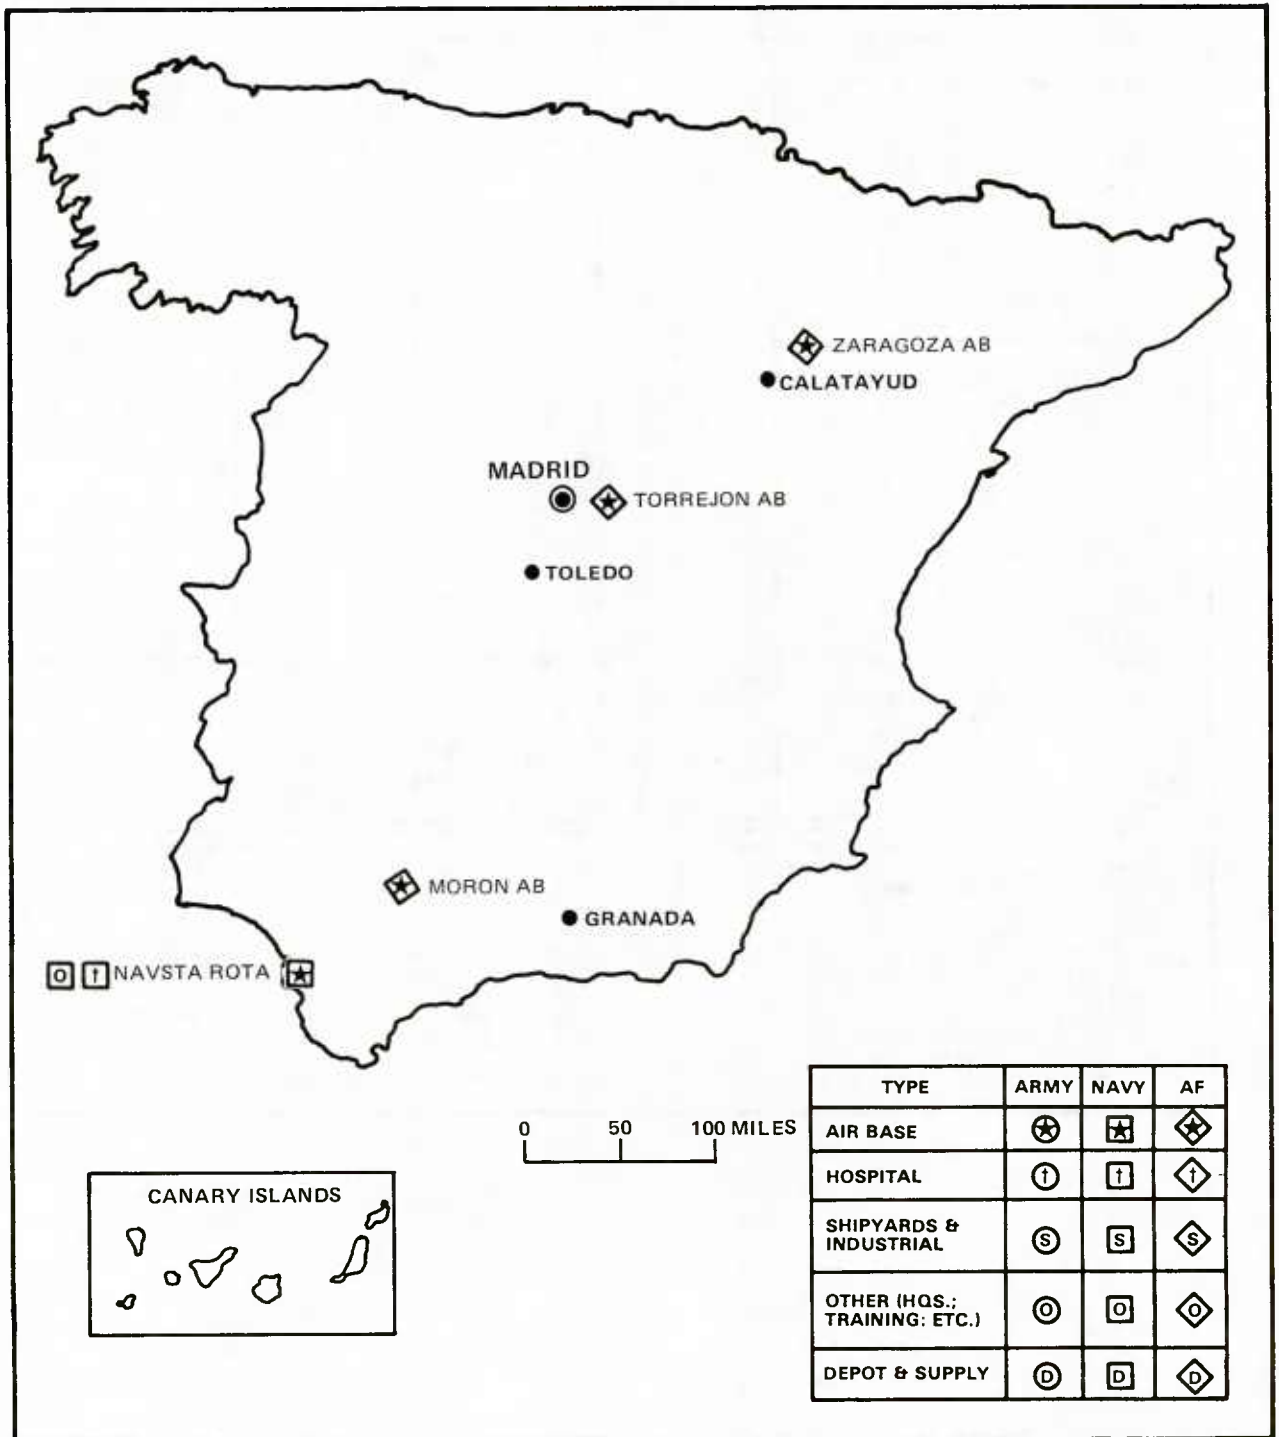 ZARAGOZA AB
CALATAYUD
MADRID
TORREJON AB
TOLEDO
MORON AB
GRANADA
O † NAVSTA ROTA
0 50 100 MILES
CANARY ISLANDS
TYPE ARMY NAVY AF
AIR BASE
HOSPITAL † † †
SHIPYARDS &
INDUSTRIAL S S S
OTHER (HQS.;
TRAINING: ETC.) O O O
DEPOT & SUPPLY D D D